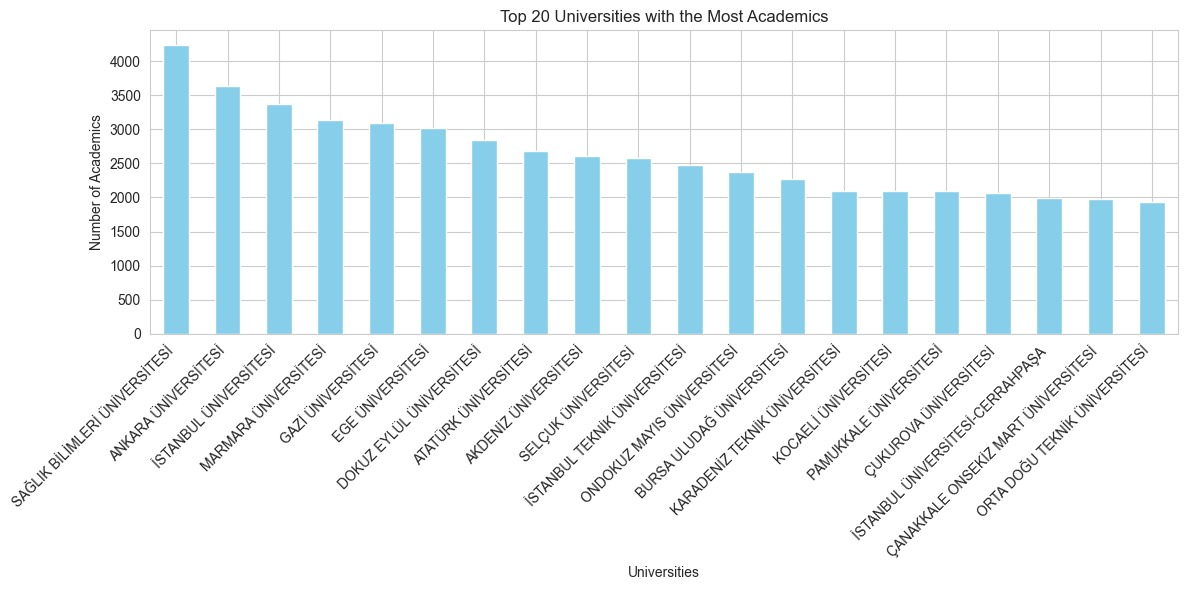 Top 20 Universities with the Most Academics
Number of Academics
4000
3500
3000
2500
2000
1500
1000
500
0
SAĞLIK BİLİMLERİ ÜNİVERSİTESİ
ANKARA ÜNİVERSİTESİ
İSTANBUL ÜNİVERSİTESİ
MARMARA ÜNİVERSİTESİ
GAZİ ÜNİVERSİTESİ
EGE ÜNİVERSİTESİ
DOKUZ EYLÜL ÜNİVERSİTESİ
ATATÜRK ÜNİVERSİTESİ
AKDENİZ ÜNİVERSİTESİ
SELÇUK ÜNİVERSİTESİ
İSTANBUL TEKNİK ÜNİVERSİTESİ
ONDOKUZ MAYIS ÜNİVERSİTESİ
BURSA ULUDAĞ ÜNİVERSİTESİ
KARADENİZ TEKNİK ÜNİVERSİTESİ
KOCAELİ ÜNİVERSİTESİ
PAMUKKALE ÜNİVERSİTESİ
ÇUKUROVA ÜNİVERSİTESİ
İSTANBUL ÜNİVERSİTESİ-CERRAHPAŞA
ÇANAKKALE ONSEKİZ MART ÜNİVERSİTESİ
ORTA DOĞU TEKNİK ÜNİVERSİTESİ
Universities